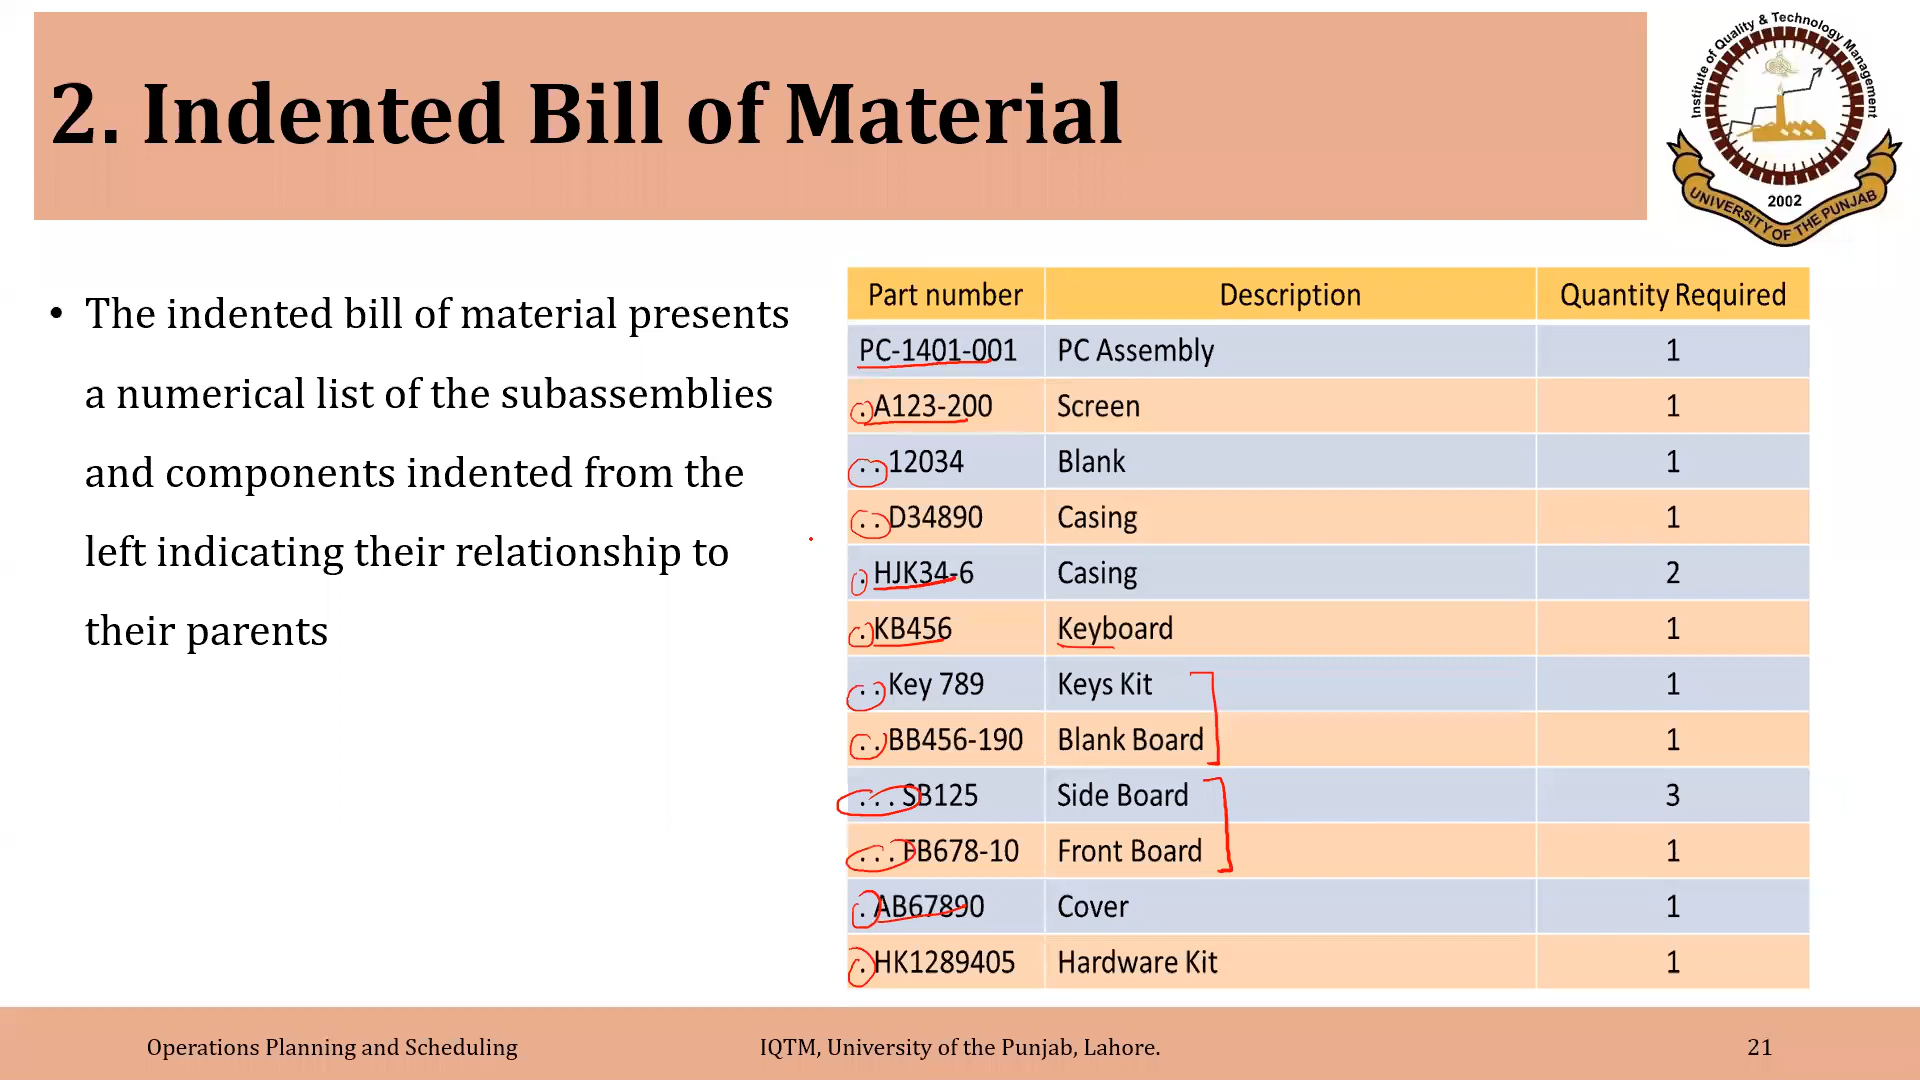 2. Indented Bill of Material
Institute of Quality & Technology Management
2002
UNIVERSITY OF THE PUNJAB
• The indented bill of material presents
a numerical list of the subassemblies
and components indented from the
left indicating their relationship to
their parents
Part number Description Quantity Required
PC-1401-001 PC Assembly 1
.A123-200 Screen 1
..12034 Blank 1
..D34890 Casing 1
.HJK34-6 Casing 2
.KB456 Keyboard 1
..Key 789 Keys Kit 1
..BB456-190 Blank Board 1
...SB125 Side Board 3
...FB678-10 Front Board 1
.AB67890 Cover 1
.HK1289405 Hardware Kit 1
Operations Planning and Scheduling IQTM, University of the Punjab, Lahore. 21